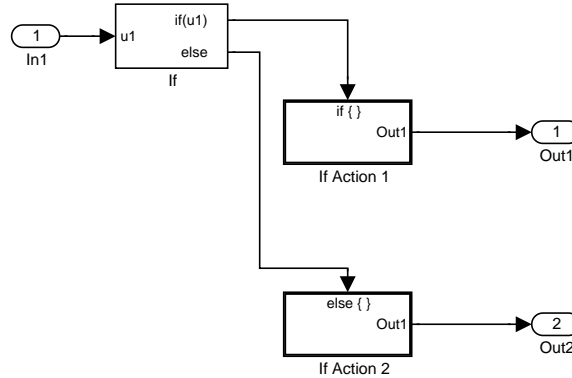 if(u1)
1
u1
In1
else
If
if { }
Out1
1
Out1
If Action 1
else { }
Out1
2
Out2
If Action 2